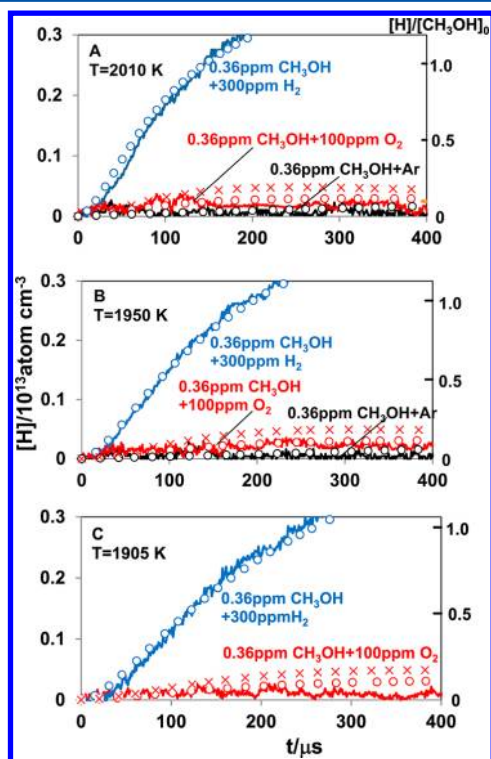 [H]/[CH₃OH]₀
0.3
A
T=2010 K
0.36ppm CH₃OH
+300ppm H₂
1.0
0.2
0.36ppm CH₃OH+100ppm O₂
0.5
0.1
0.36ppm CH₃OH+Ar
0
0
0 100 200 300 400
[H]/10¹³atom cm⁻³
0.3
B
T=1950 K
1.0
0.2
0.36ppm CH₃OH
+300ppm H₂
0.36ppm CH₃OH
+100ppm O₂
0.5
0.1
0.36ppm CH₃OH+Ar
0
0
0 100 200 300 400
0.3
C
T=1905 K
1.0
0.2
0.36ppm CH₃OH
+300ppmH₂
0.5
0.1
0.36ppm CH₃OH+100ppm O₂
0
0
0 100 200 300 400
t/μs